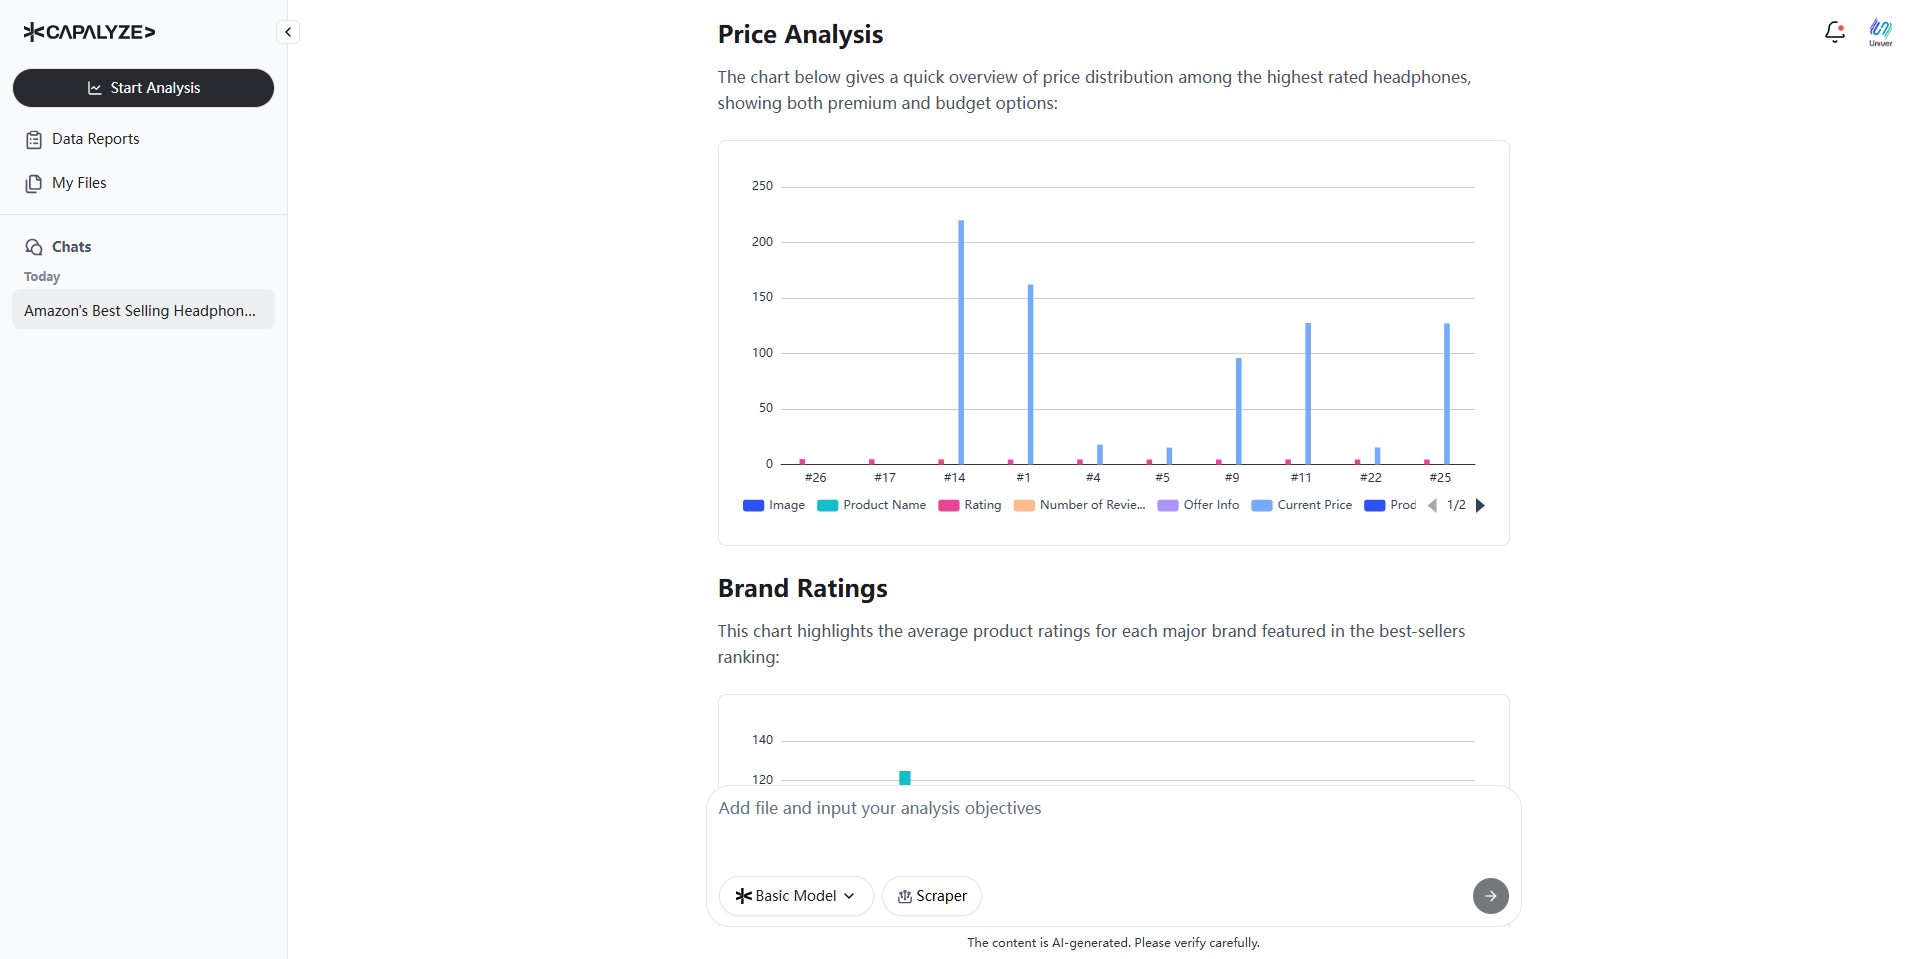 CAPALYZE
Start Analysis
Data Reports
My Files
Chats
Today
Amazon's Best Selling Headphon...
Univer
Price Analysis
The chart below gives a quick overview of price distribution among the highest rated headphones,
showing both premium and budget options:
250
200
150
100
50
0
#26 #17 #14 #1 #4 #5 #9 #11 #22 #25
Image Product Name Rating Number of Revie... Offer Info Current Price Prod 1/2
Brand Ratings
This chart highlights the average product ratings for each major brand featured in the best-sellers
ranking:
140
120
Add file and input your analysis objectives
Basic Model Scraper
The content is AI-generated. Please verify carefully.